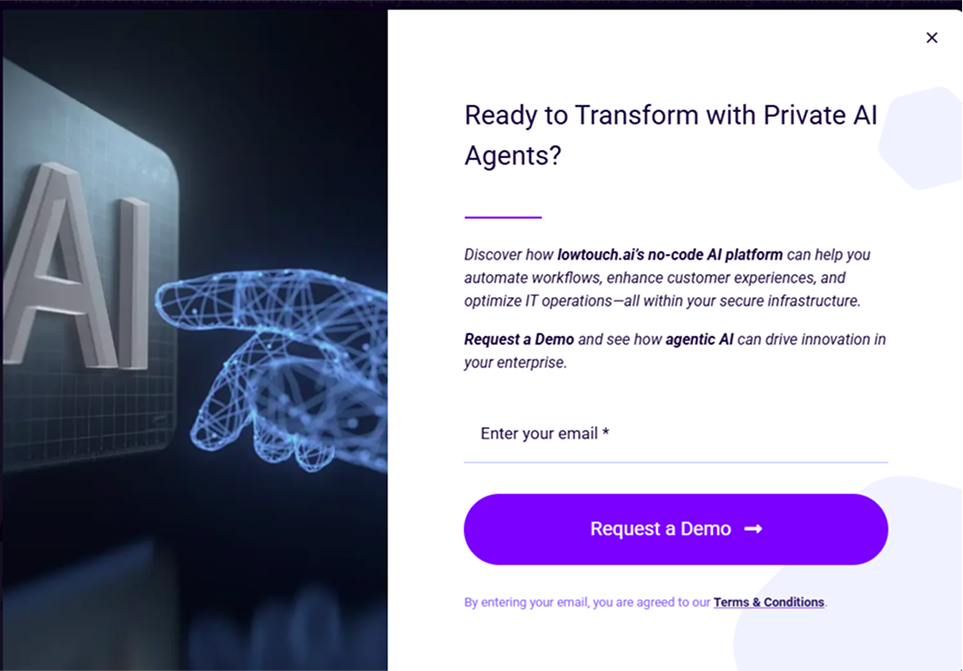 AI
Ready to Transform with Private AI
Agents?
Discover how lowtouch.ai’s no-code AI platform can help you
automate workflows, enhance customer experiences, and
optimize IT operations—all within your secure infrastructure.
Request a Demo and see how agentic AI can drive innovation in
your enterprise.
Enter your email *
Request a Demo
By entering your email, you are agreed to our Terms & Conditions.